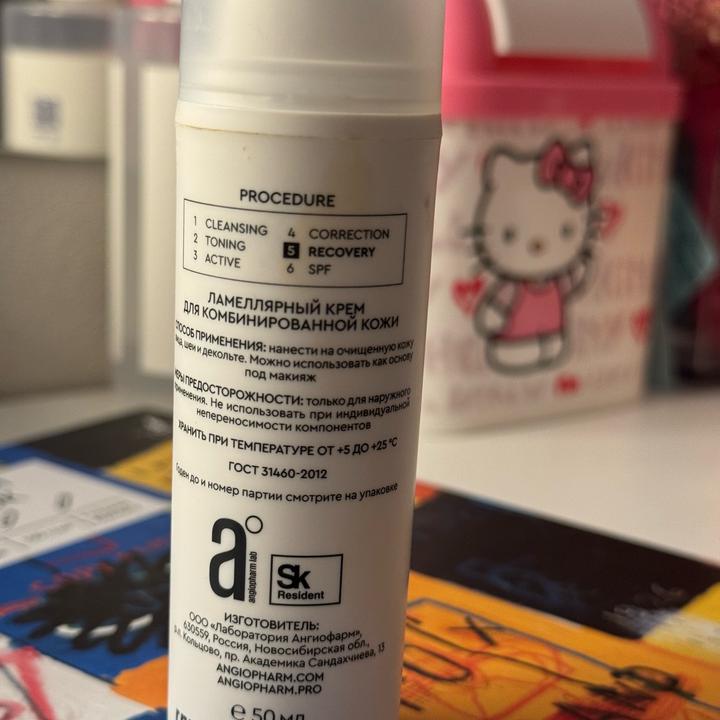 PROCEDURE
1 CLEANSING
2 TONING
3 ACTIVE
4 CORRECTION
5 RECOVERY
6 SPF
ЛАМЕЛЛЯРНЫЙ КРЕМ
ДЛЯ КОМБИНИРОВАННОЙ КОЖИ
ПРИМЕНЕНИЯ: нанести на очищенную кожу
шеи и декольте. Можно использовать как основу
под макияж
ПРЕДОСТОРОЖНОСТИ: только для наружного
Не использовать при индивидуальной
непереносимости компонентов
ХРАНИТЬ ПРИ ТЕМПЕРАТУРЕ ОТ +5 ДО +25 °C
ГОСТ 31460-2012
Годен до и номер партии смотрите на упаковке
a°
angiopharm lab
Sk
Resident
ИЗГОТОВИТЕЛЬ:
ООО «Лаборатория Ангиофарм»,
630559, Россия, Новосибирская обл.,
Кольцово, пр. Академика Сандахчиева, 13
ANGIOPHARM.COM
ANGIOPHARM.PRO
℮ 50 мл